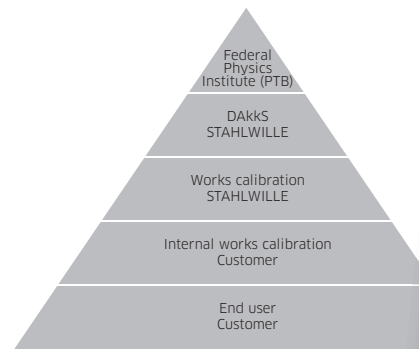 Federal
Physics
Institute (PTB)
DAkkS
STAHLWILLE
Works calibration
STAHLWILLE
Internal works calibration
Customer
End user
Customer